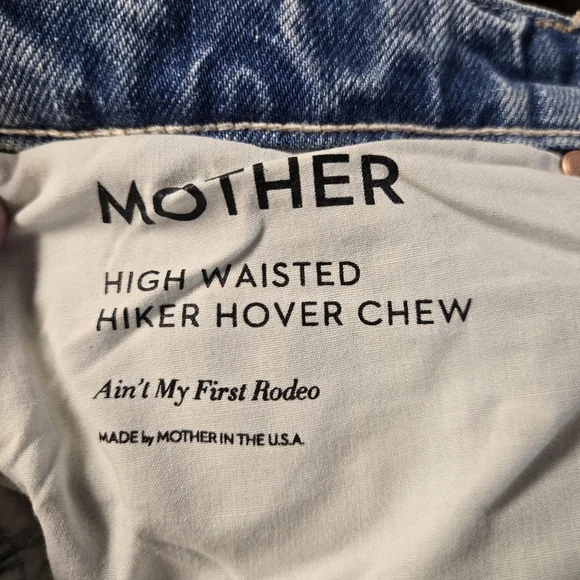 MOTHER
HIGH WAISTED
HIKER HOVER CHEW
Ain't My First Rodeo
MADE by MOTHER IN THE U.S.A.